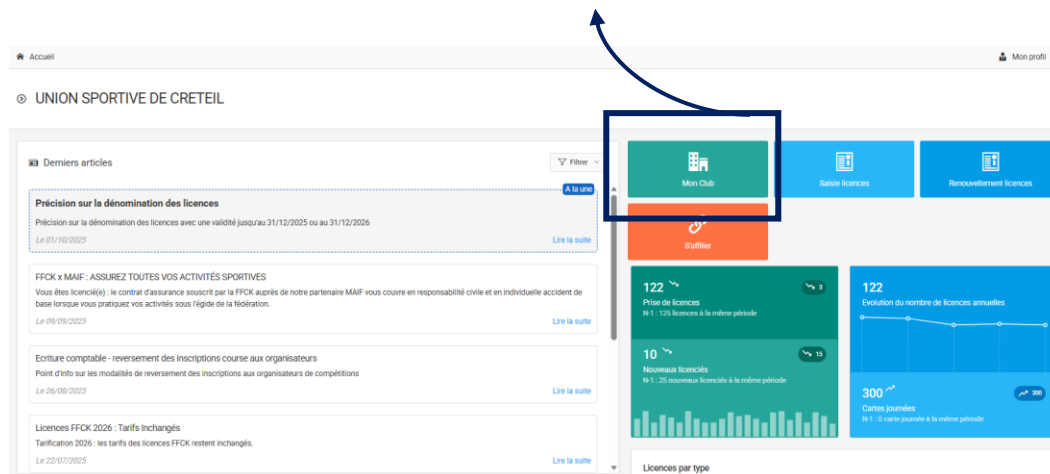 Accueil
Mon profil
UNION SPORTIVE DE CRETEIL
Derniers articles
Filtrer
A la une
Précision sur la dénomination des licences
Précision sur la dénomination des licences avec une validité jusqu'au 31/12/2025 ou au 31/12/2026
Le 01/10/2025
Lire la suite
FFCK x MAIF : ASSUREZ TOUTES VOS ACTIVITÉS SPORTIVES
Vous êtes licencié(e) : le contrat d'assurance souscrit par la FFCK auprès de notre partenaire MAIF vous couvre en responsabilité civile et en individuelle accident de
base lorsque vous pratiquez vos activités sous l'égide de la fédération.
Le 09/09/2025
Lire la suite
Ecriture comptable - reversement des inscriptions course aux organisateurs
Point d'info sur les modalités de reversement des inscriptions aux organisateurs de compétitions
Le 26/08/2025
Lire la suite
Licences FFCK 2026 : Tarifs inchangés
Tarification 2026 : les tarifs des licences FFCK restent inchangés.
Le 22/07/2025
Lire la suite
Mon Club
Saisie licences
Renouvellement licences
S'affilier
122
3
Prise de licences
N-1 : 125 licences à la même période
10
15
Nouveaux licenciés
N-1 : 25 nouveaux licenciés à la même période
122
Evolution du nombre de licences annuelles
300
300
Cartes journées
N-1 : 0 carte journée à la même période
Licences par type